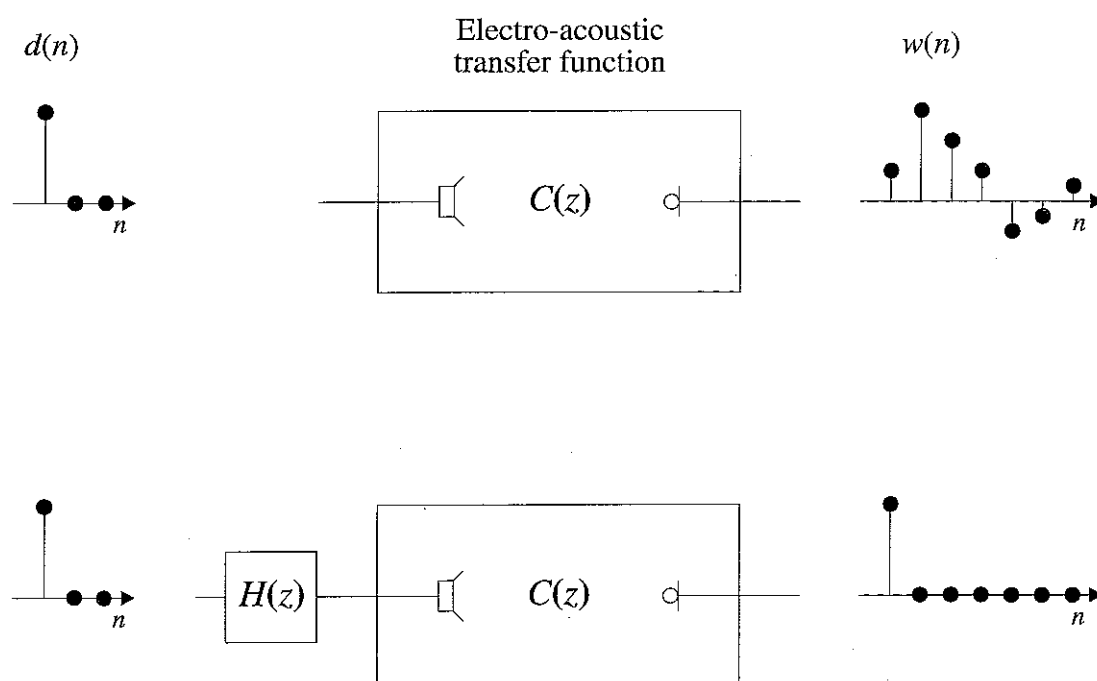 d(n)
Electro-acoustic
transfer function
w(n)
C(z)
n
n
H(z)
C(z)
n
n